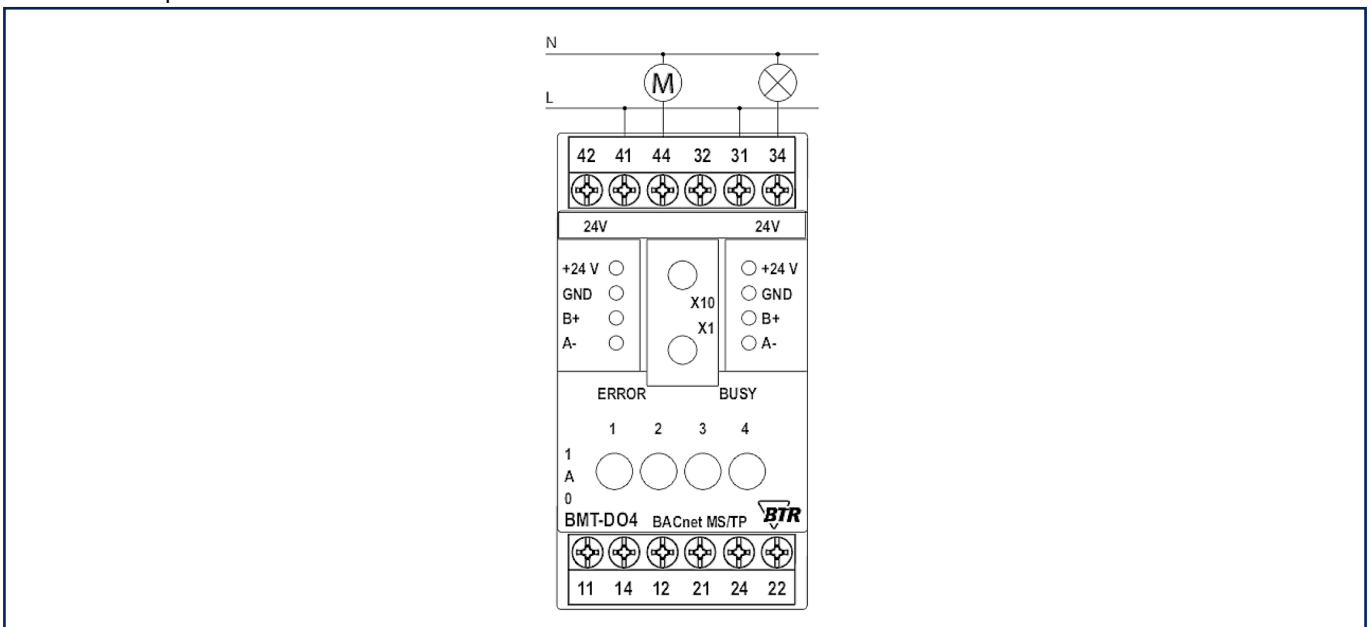 N
M
L
42 41 44 32 31 34
24V 24V
+24 V +24 V
GND GND
X10
B+ B+
X1
A- A-
ERROR BUSY
1 2 3 4
1
A
0
BMT-DO4 BACnet MS/TP BTR
11 14 12 21 24 22